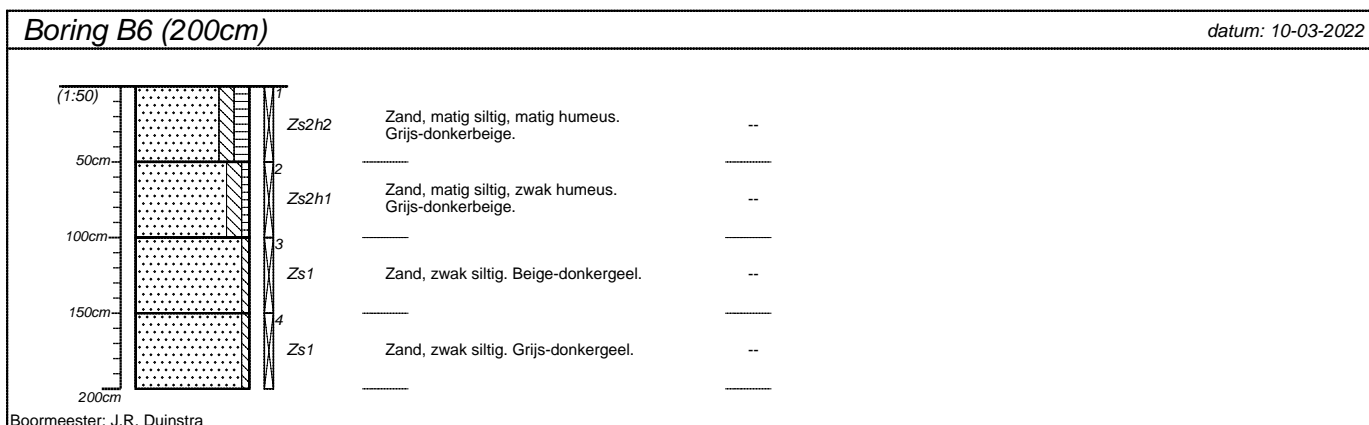 Boring B6 (200cm)
datum: 10-03-2022
(1:50)
1
Zs2h2
Zand, matig siltig, matig humeus.
Grijs-donkerbeige.
--
50cm
2
Zs2h1
Zand, matig siltig, zwak humeus.
Grijs-donkerbeige.
--
100cm
3
Zs1
Zand, zwak siltig. Beige-donkergeel.
--
150cm
4
Zs1
Zand, zwak siltig. Grijs-donkergeel.
--
200cm
Boormeester: J.R. Duinstra